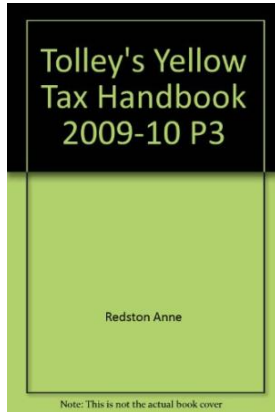 Tolley's Yellow
Tax Handbook
2009-10 P3
Redston Anne
Note: This is not the actual book cover